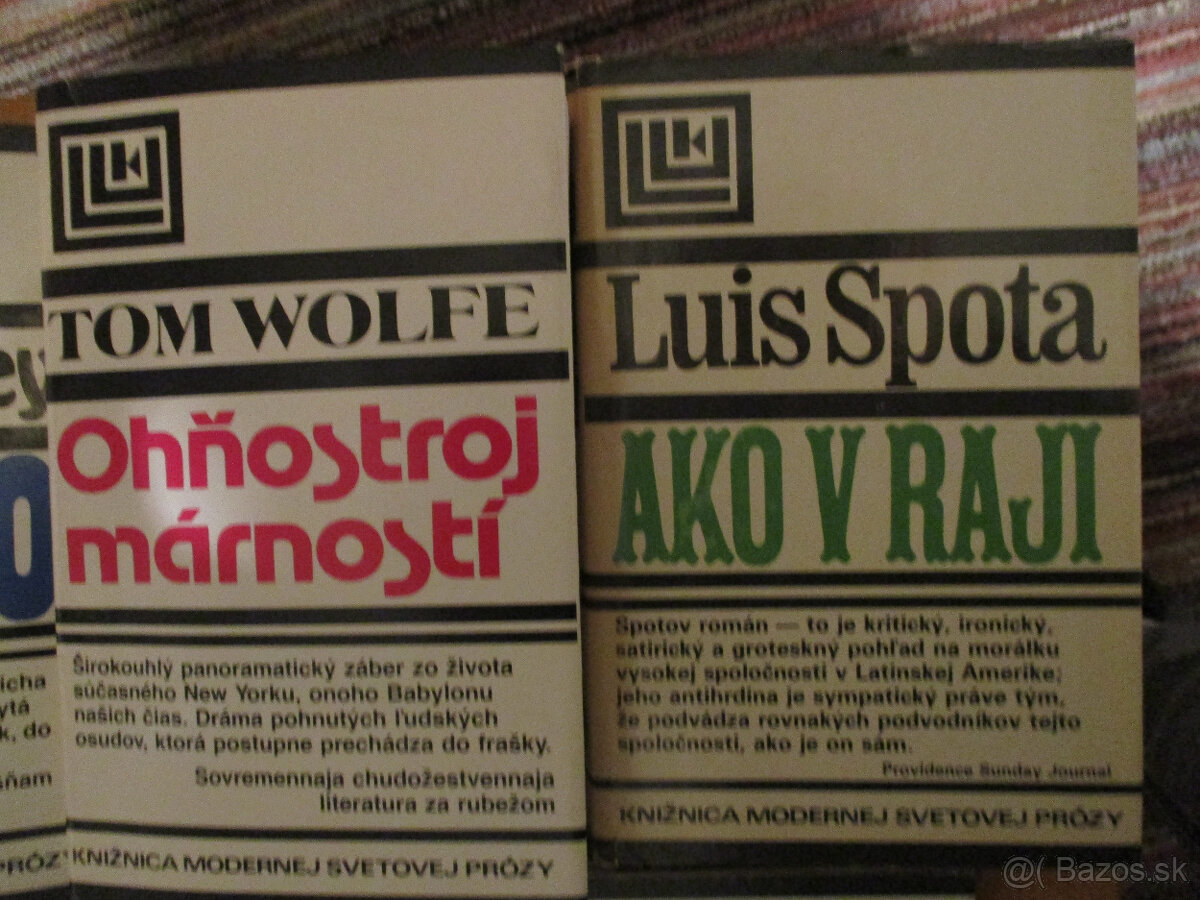 TOM WOLFE
Ohňostroj
márností
Širokouhlý panoramatický záber zo života
súčasného New Yorku, onoho Babylonu
našich čias. Dráma pohnutých ľudských
osudov, ktorá postupne prechádza do frašky.
Sovremennaja chudožestvennaja
literatura za rubežom
KNIŽNICA MODERNEJ SVETOVEJ PRÓZY
Luis Spota
AKO V RAJI
Spotov román — to je kritický, ironický,
satirický a groteskný pohľad na morálku
vysokej spoločnosti v Latinskej Amerike;
jeho antihrdina je sympatický práve tým,
že podvádza rovnakých podvodníkov tejto
spoločnosti, ako je on sám.
Providence Sunday Journal
KNIŽNICA MODERNEJ SVETOVEJ PRÓZY
@( Bazos.sk